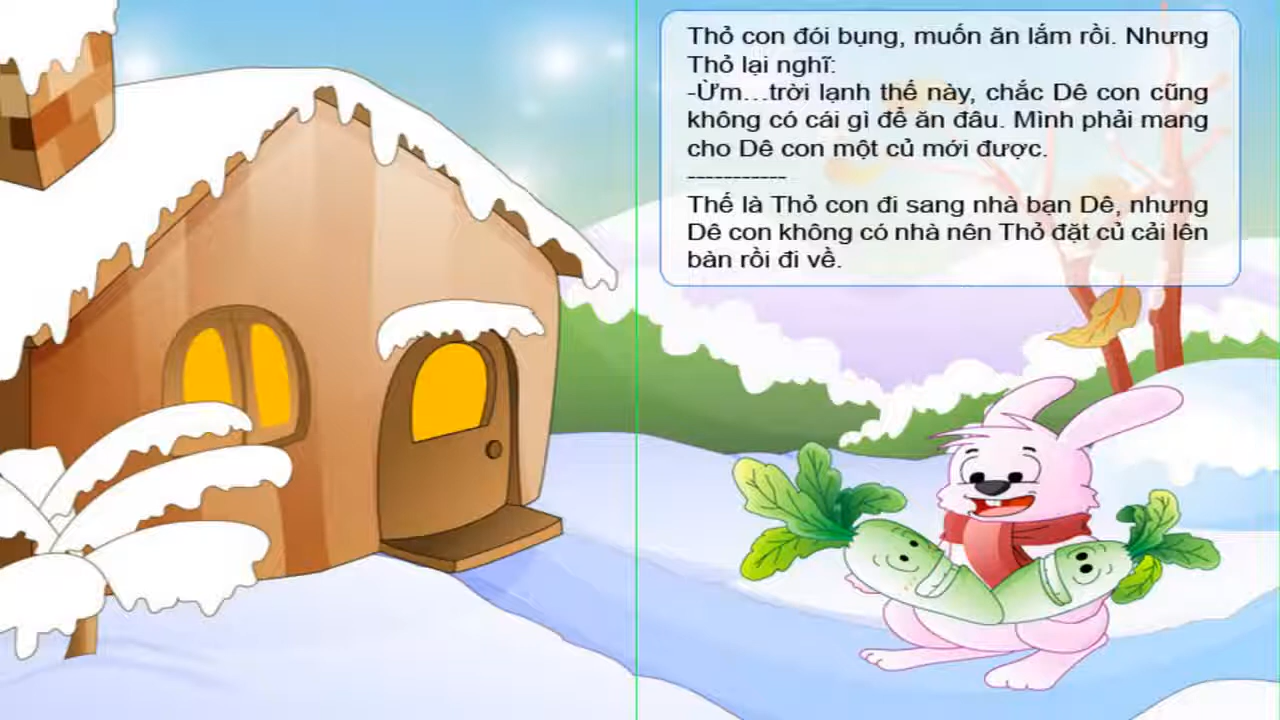 Thỏ con đói bụng, muốn ăn lắm rồi. Nhưng
Thỏ lại nghĩ:
-Ừm...trời lạnh thế này, chắc Dê con cũng
không có cái gì để ăn đâu. Mình phải mang
cho Dê con một củ mới được.
-----------
Thế là Thỏ con đi sang nhà bạn Dê, nhưng
Dê con không có nhà nên Thỏ đặt củ cải lên
bàn rồi đi về.